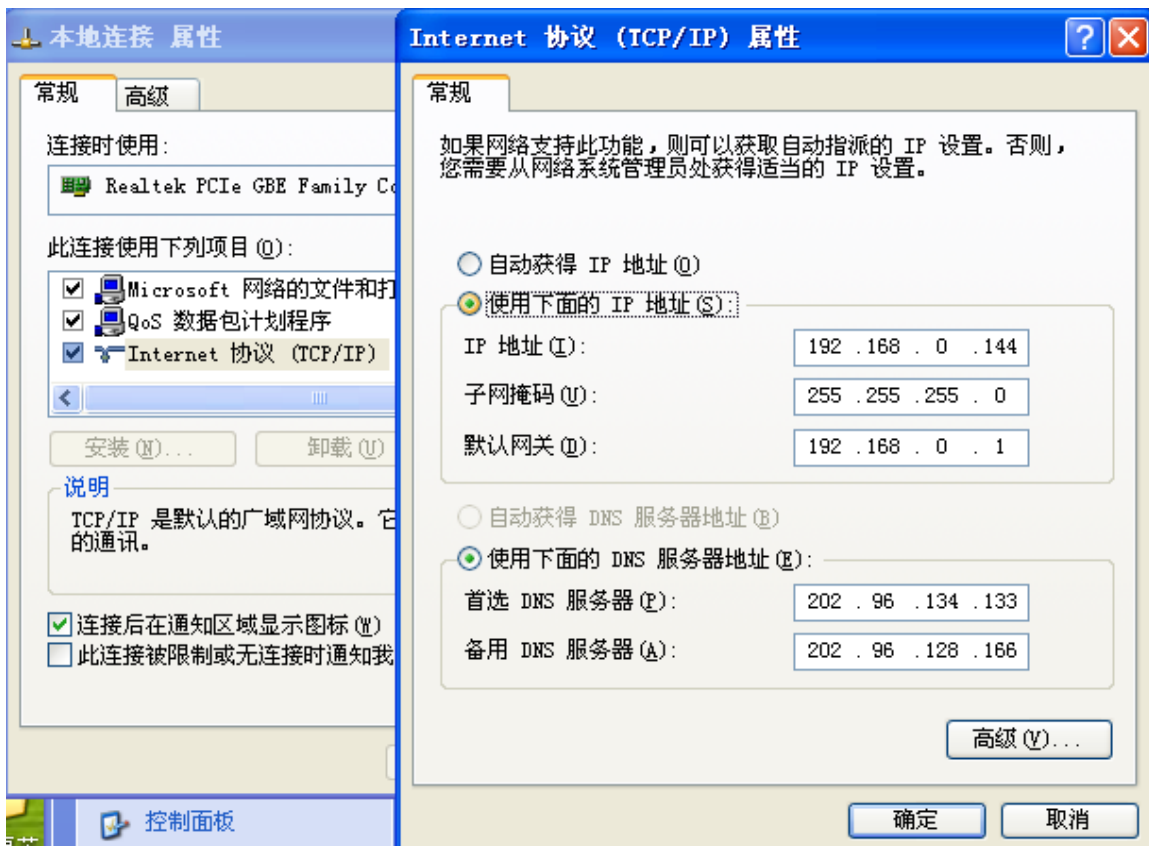 本地连接 属性
常规
高级
连接时使用:
Realtek PCIe GBE Family Co
此连接使用下列项目(O):
Microsoft 网络的文件和打
QoS 数据包计划程序
Internet 协议 (TCP/IP)
安装(N)...
卸载(U)
说明
TCP/IP 是默认的广域网协议。它
的通讯。
连接后在通知区域显示图标(W)
此连接被限制或无连接时通知我
控制面板
Internet 协议 (TCP/IP) 属性
常规
如果网络支持此功能,则可以获取自动指派的 IP 设置。否则,
您需要从网络系统管理员处获得适当的 IP 设置。
自动获得 IP 地址(O)
使用下面的 IP 地址(S):
IP 地址(I): 192 .168 . 0 .144
子网掩码(U): 255 .255 .255 . 0
默认网关(D): 192 .168 . 0 . 1
自动获得 DNS 服务器地址(B)
使用下面的 DNS 服务器地址(E):
首选 DNS 服务器(P): 202 . 96 .134 .133
备用 DNS 服务器(A): 202 . 96 .128 .166
高级(V)...
确定
取消